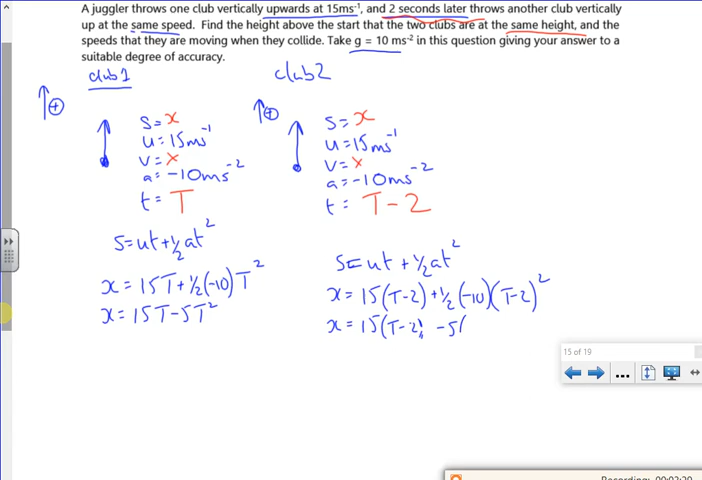 A juggler throws one club vertically upwards at 15ms⁻¹, and 2 seconds later throws another club vertically
up at the same speed. Find the height above the start that the two clubs are at the same height, and the
speeds that they are moving when they collide. Take g = 10 ms⁻² in this question giving your answer to a
suitable degree of accuracy.
club 1
club 2
↑⊕
S = x
u = 15ms⁻¹
v = x
a = -10ms⁻²
t = T
S = ut + ½at²
x = 15T + ½(-10)T²
x = 15T - 5T²
↑⊕
S = x
u = 15ms⁻¹
v = x
a = -10ms⁻²
t = T - 2
S = ut + ½at²
x = 15(T-2) + ½(-10)(T-2)²
x = 15(T-2) - 5(
15 of 19
...